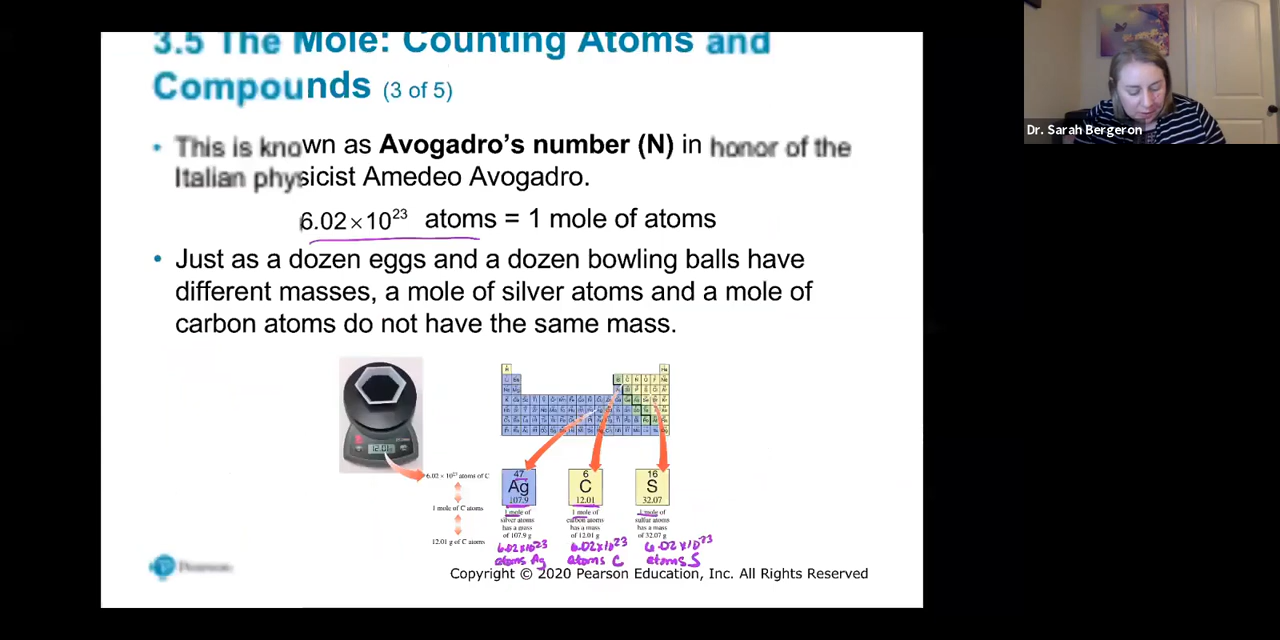 3.5 The Mole: Counting Atoms and
Compounds (3 of 5)
• This is known as Avogadro's number (N) in honor of the
Italian physicist Amedeo Avogadro.
6.02×10²³ atoms = 1 mole of atoms
• Just as a dozen eggs and a dozen bowling balls have
different masses, a mole of silver atoms and a mole of
carbon atoms do not have the same mass.
6.02 × 10²³ atoms of C
1 mole of C atoms
12.01 g of C atoms
47
Ag
107.9
1 mole of
silver atoms
has a mass
of 107.9 g
6.02x10²³
atoms Ag
6
C
12.01
1 mole of
carbon atoms
has a mass
of 12.01 g
6.02x10²³
atoms C
16
S
32.07
1 mole of
sulfur atoms
has a mass
of 32.07 g
6.02x10²³
atoms S
Pearson
Copyright © 2020 Pearson Education, Inc. All Rights Reserved
Dr. Sarah Bergeron